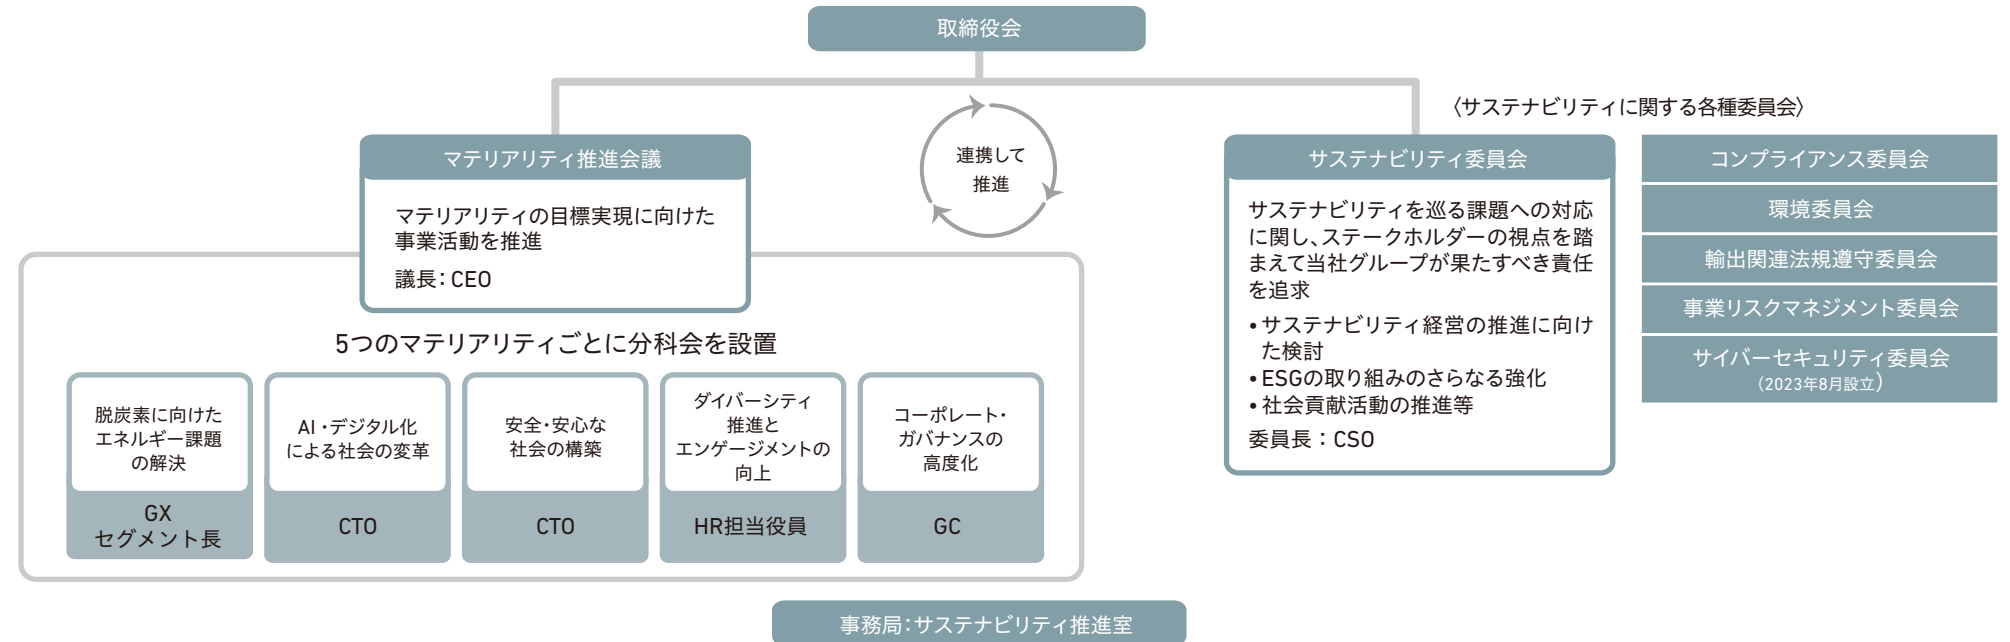 取締役会
〈サステナビリティに関する各種委員会〉
マテリアリティ推進会議
マテリアリティの目標実現に向けた
事業活動を推進
議長：CEO
連携して
推進
サステナビリティ委員会
サステナビリティを巡る課題への対応
に関し、ステークホルダーの視点を踏
まえて当社グループが果たすべき責任
を追求
•サステナビリティ経営の推進に向け
た検討
•ESGの取り組みのさらなる強化
•社会貢献活動の推進等
委員長：CSO
コンプライアンス委員会
環境委員会
輸出関連法規遵守委員会
事業リスクマネジメント委員会
サイバーセキュリティ委員会
（2023年8月設立）
5つのマテリアリティごとに分科会を設置
脱炭素に向けた
エネルギー課題
の解決
GX
セグメント長
AI・デジタル化
による社会の変革
CTO
安全・安心な
社会の構築
CTO
ダイバーシティ
推進と
エンゲージメントの
向上
HR担当役員
コーポレート・
ガバナンスの
高度化
GC
事務局：サステナビリティ推進室